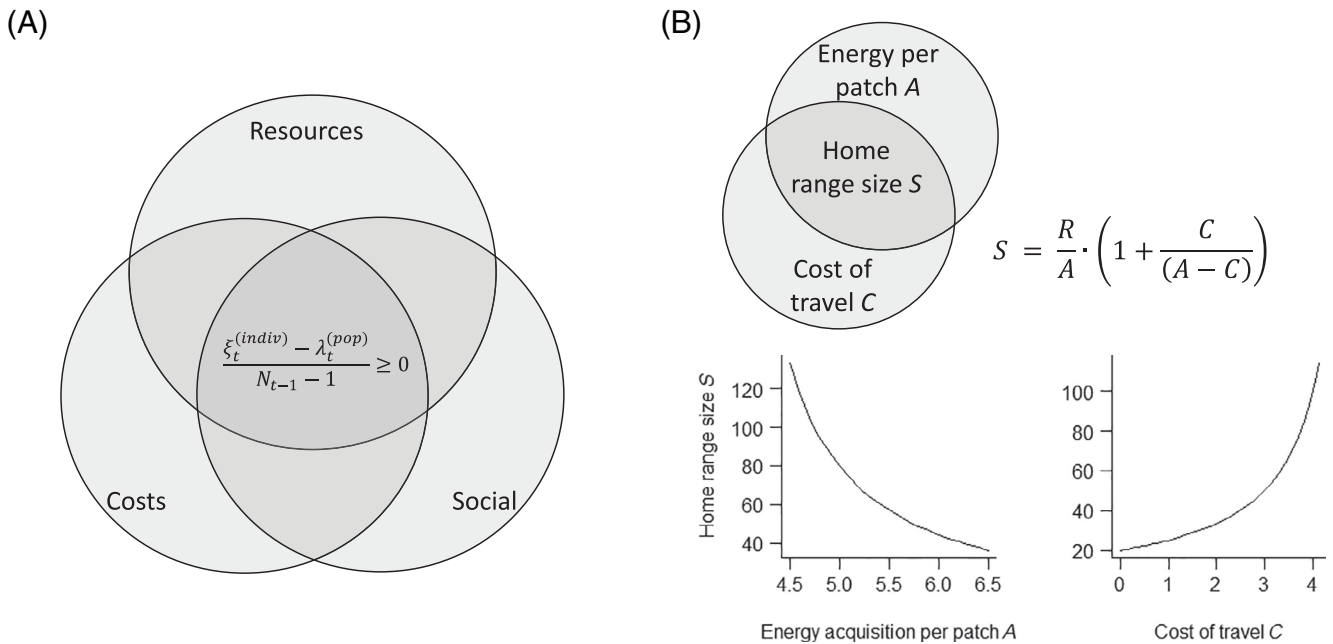 (A)
Resources
Costs
Social
ξ_t^(indiv) − λ_t^(pop)
N_{t−1} − 1
≥ 0
(B)
Energy per
patch A
Home
range size S
Cost of
travel C
S = R/A · (1 + C/(A − C))
Home range size S
120
100
80
60
40
4.5 5.0 5.5 6.0 6.5
Energy acquisition per patch A
100
80
60
40
20
0 1 2 3 4
Cost of travel C